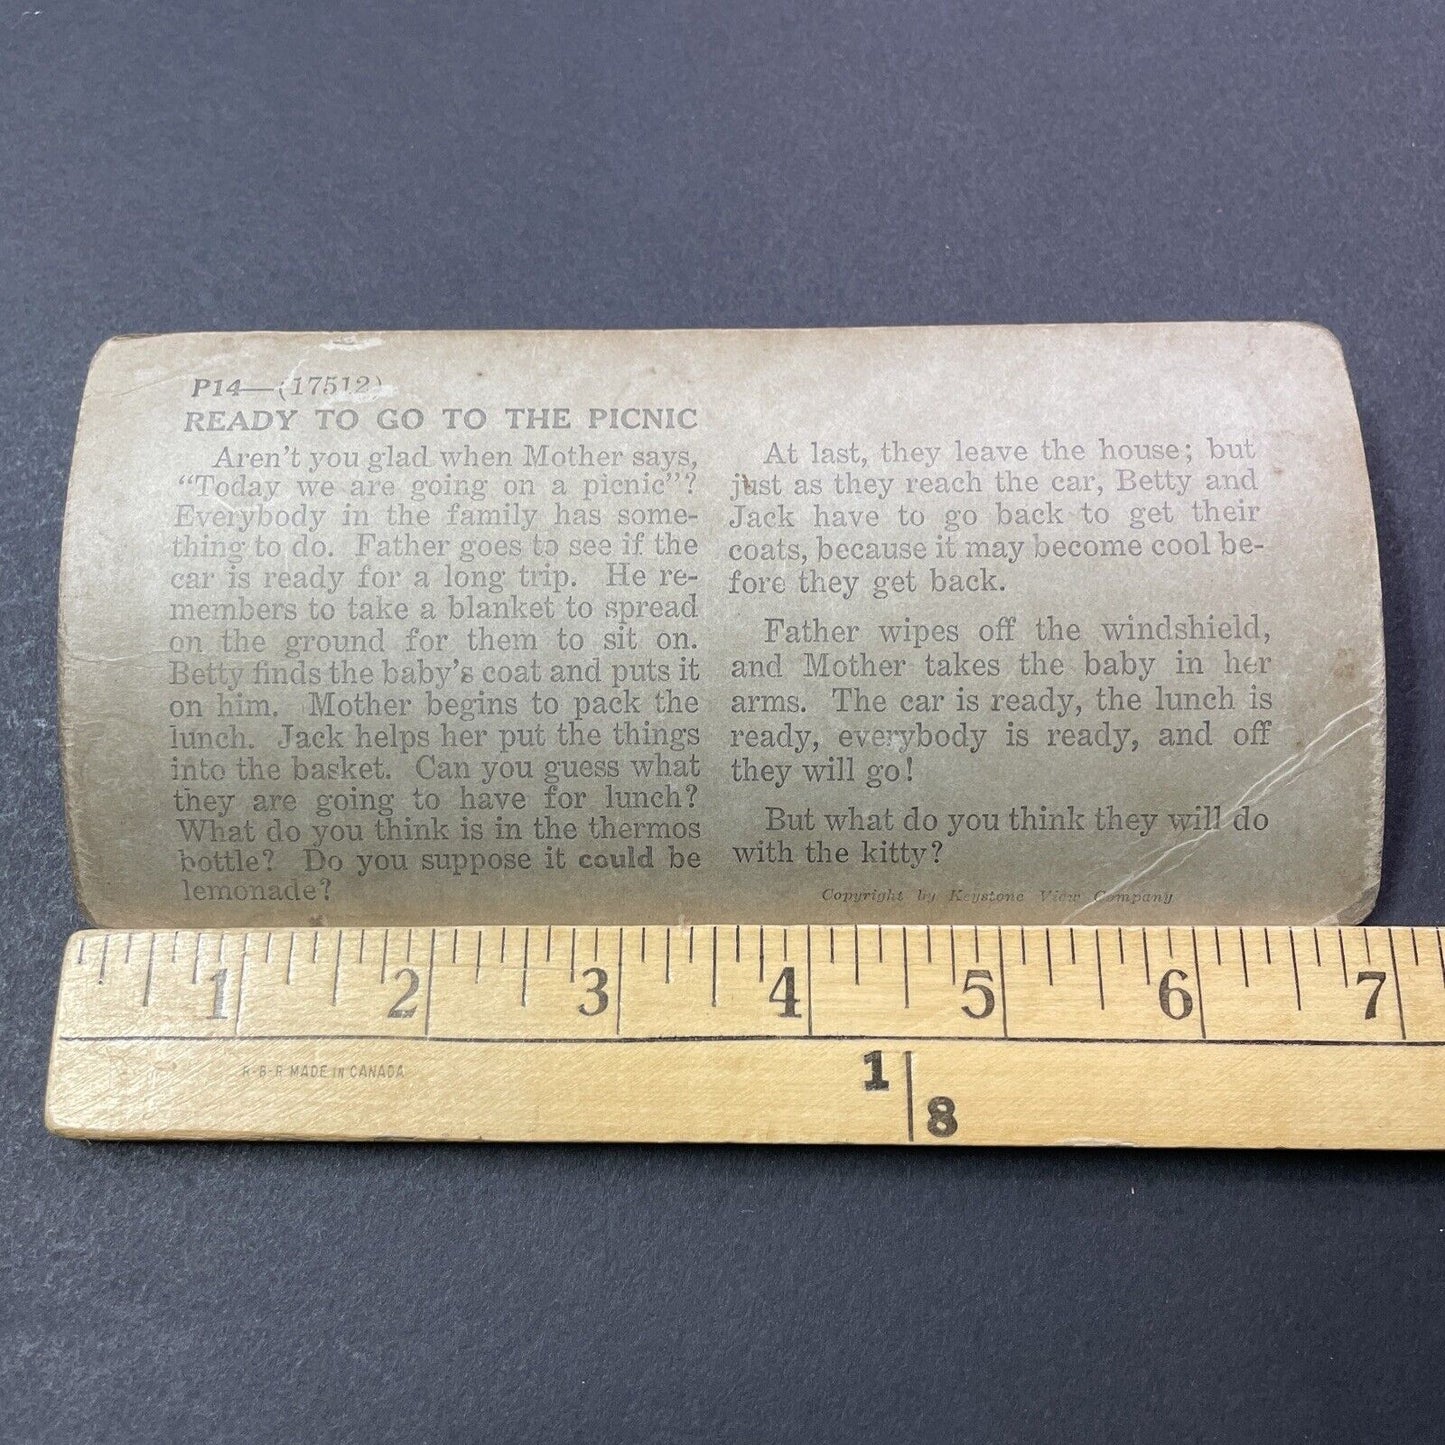 P14—(17512)
READY TO GO TO THE PICNIC
Aren't you glad when Mother says,
"Today we are going on a picnic"?
Everybody in the family has some-
thing to do. Father goes to see if the
car is ready for a long trip. He re-
members to take a blanket to spread
on the ground for them to sit on.
Betty finds the baby's coat and puts it
on him. Mother begins to pack the
lunch. Jack helps her put the things
into the basket. Can you guess what
they are going to have for lunch?
What do you think is in the thermos
bottle? Do you suppose it could be
lemonade?
At last, they leave the house; but
just as they reach the car, Betty and
Jack have to go back to get their
coats, because it may become cool be-
fore they get back.
Father wipes off the windshield,
and Mother takes the baby in her
arms. The car is ready, the lunch is
ready, everybody is ready, and off
they will go!
But what do you think they will do
with the kitty?
Copyright by Keystone View Company
1 2 3 4 5 6 7
R-B-R MADE IN CANADA
1
8